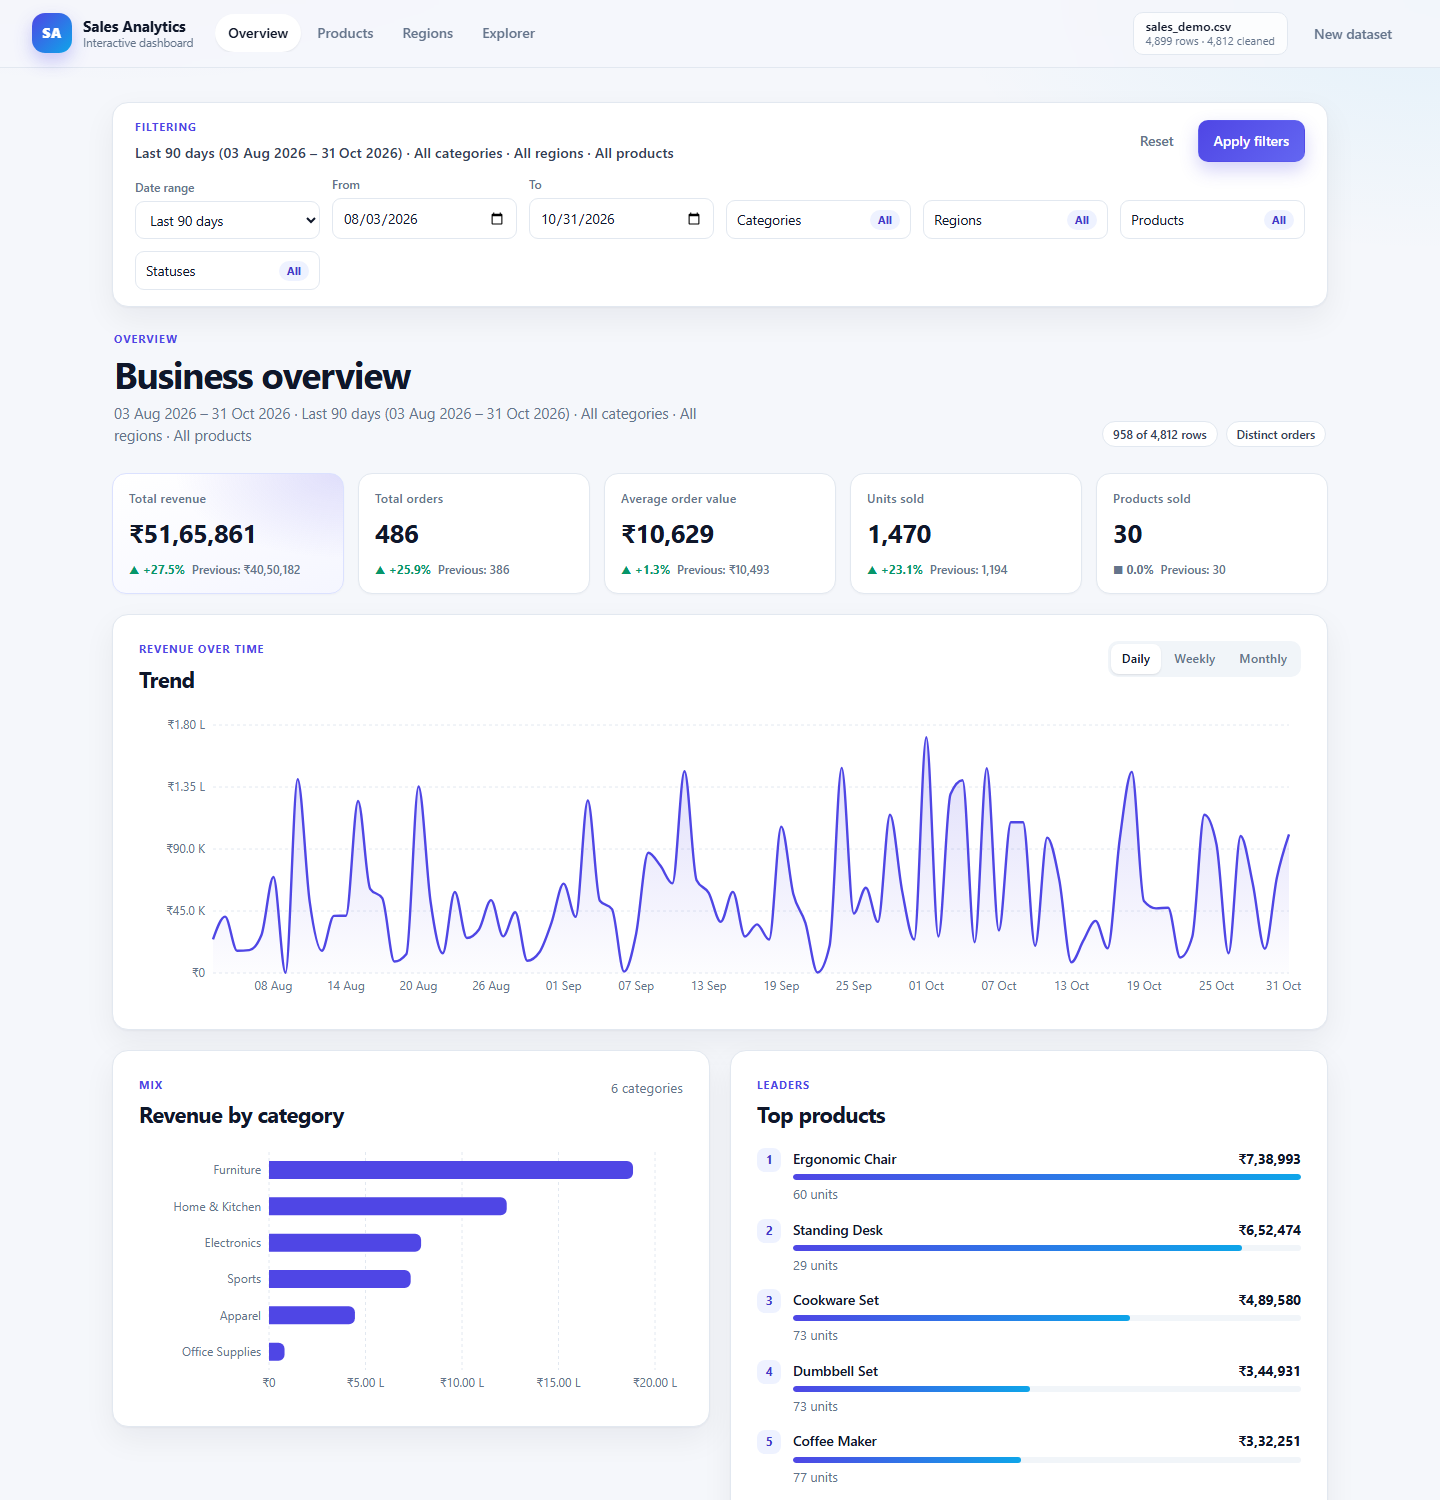 SA
Sales Analytics
Interactive dashboard
Overview
Products
Regions
Explorer
sales_demo.csv
4,899 rows · 4,812 cleaned
New dataset
FILTERING
Last 90 days (03 Aug 2026 – 31 Oct 2026) · All categories · All regions · All products
Reset
Apply filters
Date range
From
To
Last 90 days
08/03/2026
10/31/2026
Categories All
Regions All
Products All
Statuses All
OVERVIEW
Business overview
03 Aug 2026 – 31 Oct 2026 · Last 90 days (03 Aug 2026 – 31 Oct 2026) · All categories · All
regions · All products
958 of 4,812 rows
Distinct orders
Total revenue
₹51,65,861
▲ +27.5% Previous: ₹40,50,182
Total orders
486
▲ +25.9% Previous: 386
Average order value
₹10,629
▲ +1.3% Previous: ₹10,493
Units sold
1,470
▲ +23.1% Previous: 1,194
Products sold
30
■ 0.0% Previous: 30
REVENUE OVER TIME
Trend
Daily
Weekly
Monthly
₹1.80 L
₹1.35 L
₹90.0 K
₹45.0 K
₹0
08 Aug 14 Aug 20 Aug 26 Aug 01 Sep 07 Sep 13 Sep 19 Sep 25 Sep 01 Oct 07 Oct 13 Oct 19 Oct 25 Oct 31 Oct
MIX
Revenue by category
6 categories
Furniture
Home & Kitchen
Electronics
Sports
Apparel
Office Supplies
₹0 ₹5.00 L ₹10.00 L ₹15.00 L ₹20.00 L
LEADERS
Top products
1 Ergonomic Chair ₹7,38,993
60 units
2 Standing Desk ₹6,52,474
29 units
3 Cookware Set ₹4,89,580
73 units
4 Dumbbell Set ₹3,44,931
73 units
5 Coffee Maker ₹3,32,251
77 units